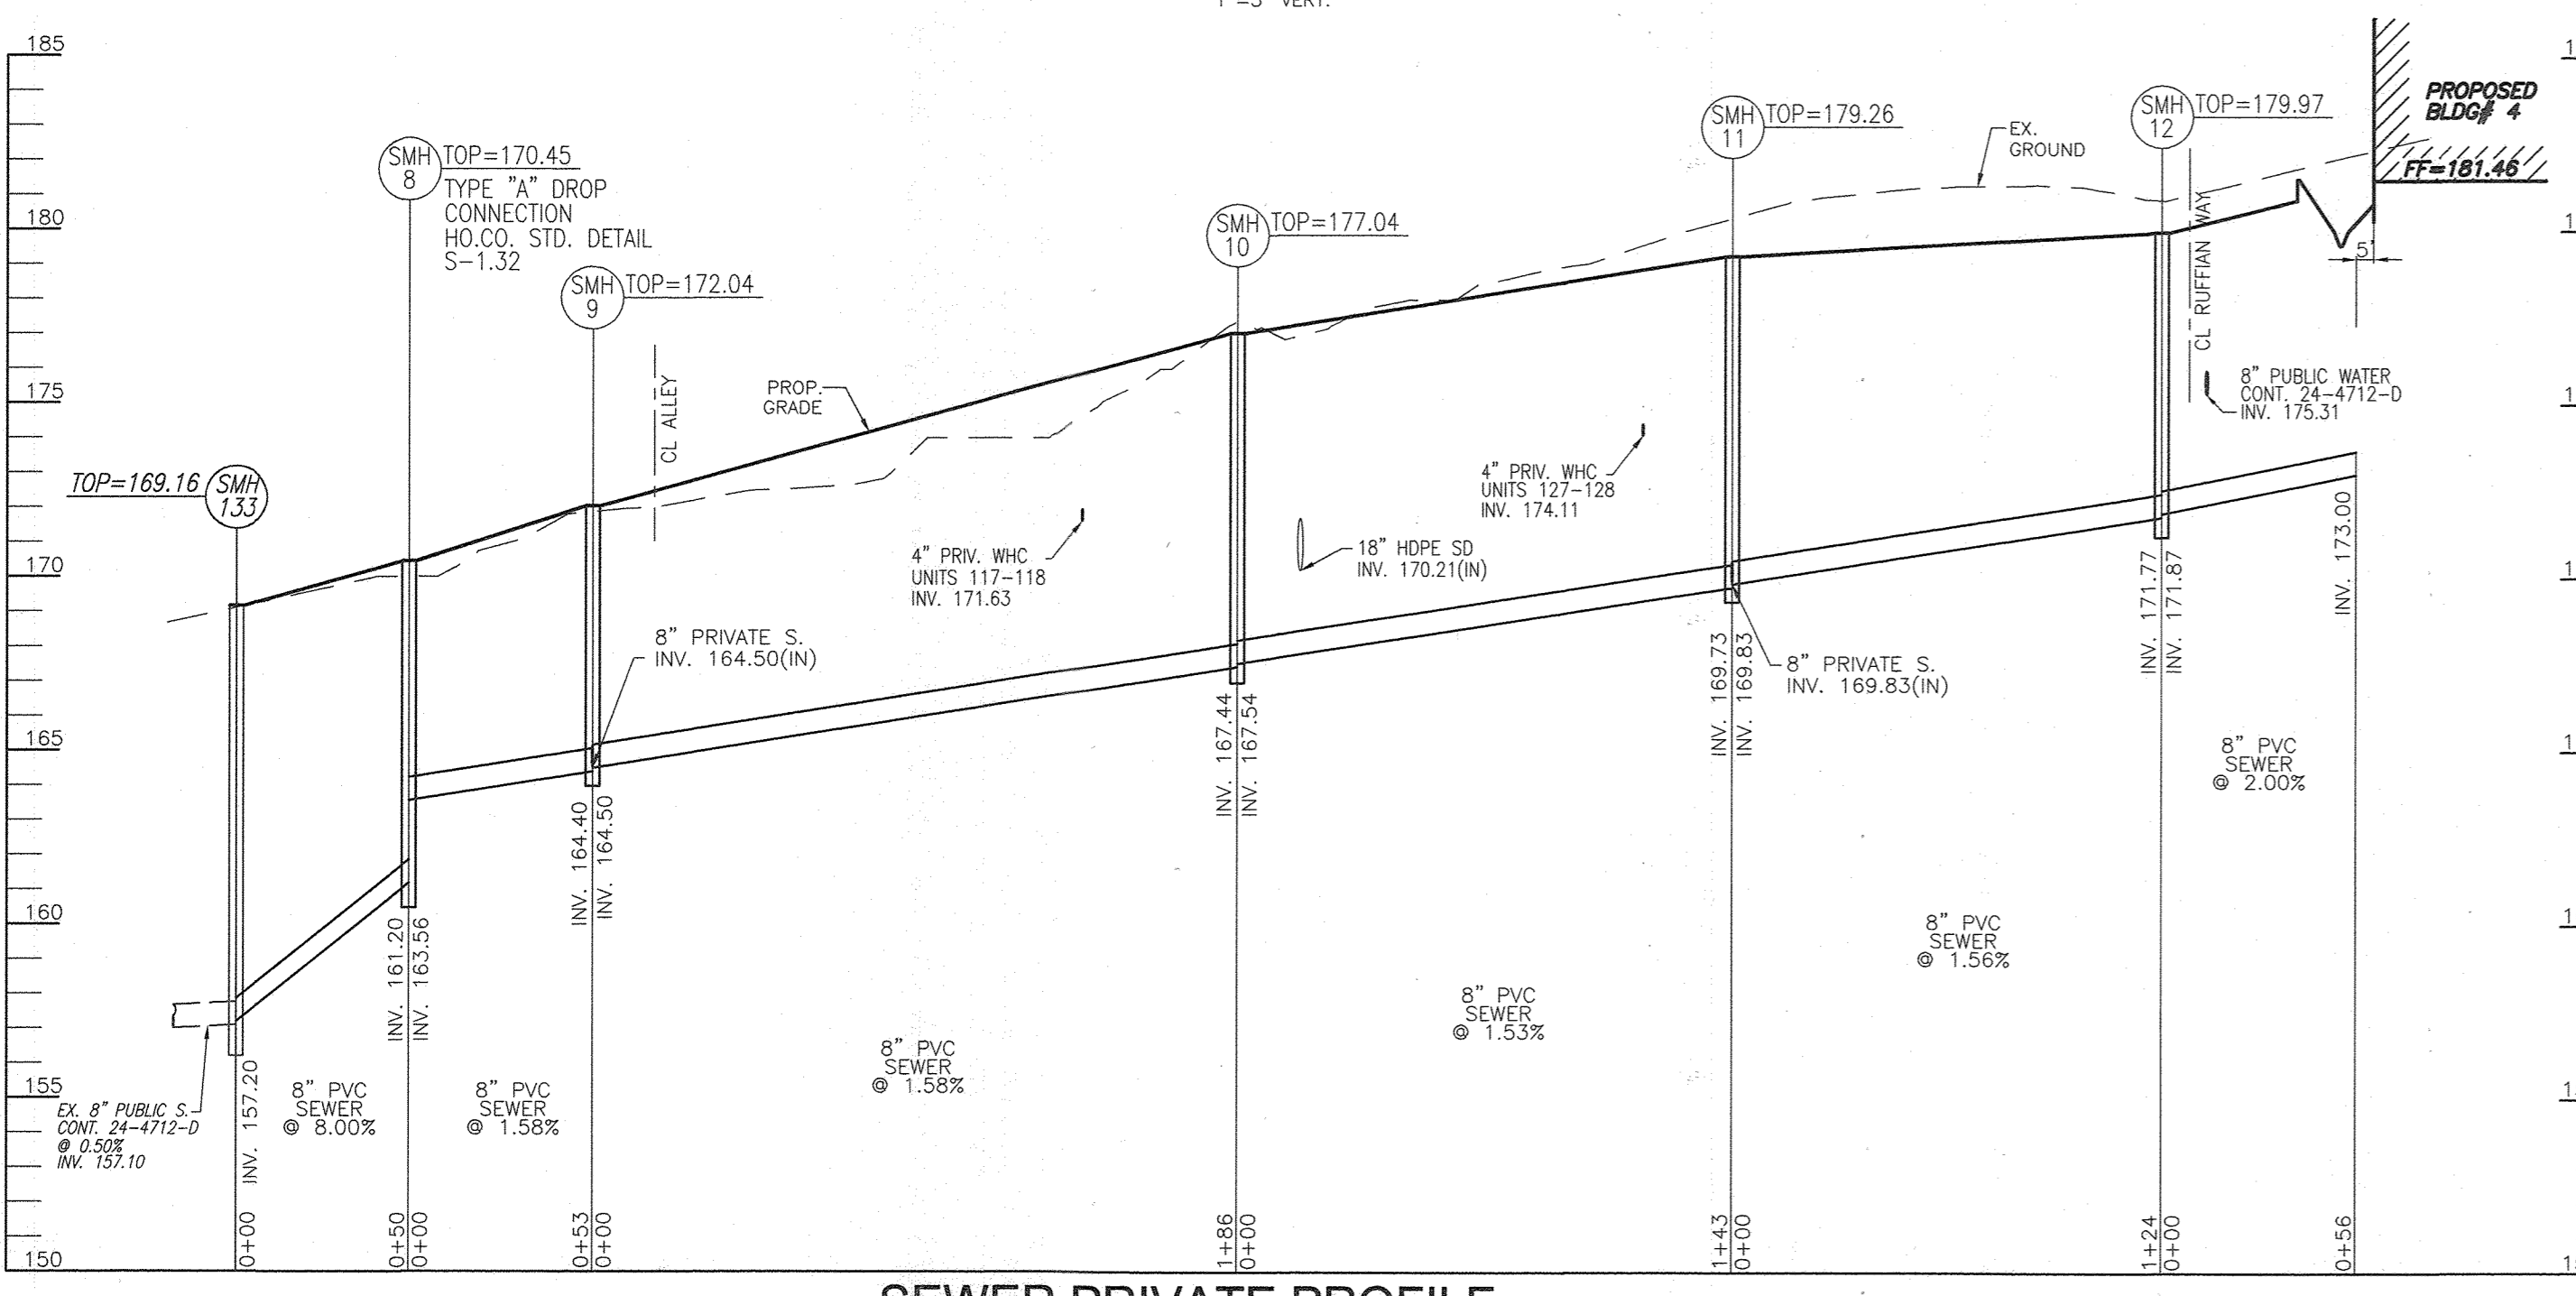 1"=5' VERT.
185
180
175
170
165
160
155
150
TOP=169.16
SMH
133
SMH
8
TOP=170.45
TYPE "A" DROP
CONNECTION
HO.CO. STD. DETAIL
S-1.32
SMH
9
TOP=172.04
CL ALLEY
PROP.
GRADE
SMH
10
TOP=177.04
SMH
11
TOP=179.26
EX.
GROUND
SMH
12
TOP=179.97
CL RUFFIAN WAY
PROPOSED
BLDG# 4
FF=181.46
5'
8" PUBLIC WATER
CONT. 24-4712-D
INV. 175.31
4" PRIV. WHC
UNITS 127-128
INV. 174.11
4" PRIV. WHC
UNITS 117-118
INV. 171.63
18" HDPE SD
INV. 170.21(IN)
8" PRIVATE S.
INV. 164.50(IN)
8" PRIVATE S.
INV. 169.83(IN)
EX. 8" PUBLIC S.
CONT. 24-4712-D
@ 0.50%
INV. 157.10
INV. 157.20
INV. 161.20
INV. 163.56
INV. 164.40
INV. 164.50
INV. 167.44
INV. 167.54
INV. 169.73
INV. 169.83
INV. 171.77
INV. 171.87
INV. 173.00
8" PVC
SEWER
@ 8.00%
8" PVC
SEWER
@ 1.58%
8" PVC
SEWER
@ 1.58%
8" PVC
SEWER
@ 1.53%
8" PVC
SEWER
@ 1.56%
8" PVC
SEWER
@ 2.00%
0+00
0+50
0+00
0+53
0+00
1+86
0+00
1+43
0+00
1+24
0+00
0+56
SEWER PRIVATE PROFILE